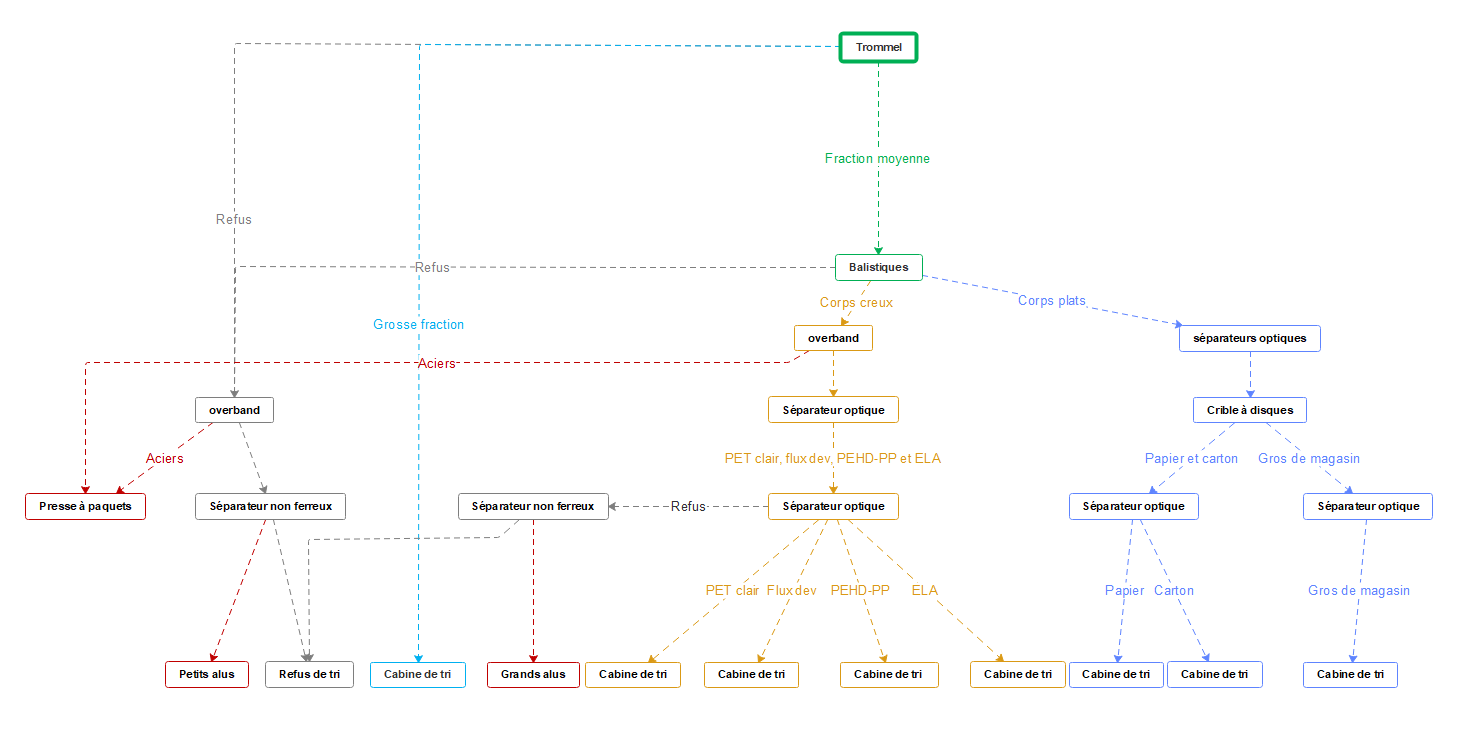 Trommel
Fraction moyenne
Refus
Balistiques
Refus
Corps plats
Corps creux
Grosse fraction
overband
séparateurs optiques
Aciers
overband
Séparateur optique
Crible à disques
Aciers
PET clair, flux dev, PEHD-PP et ELA
Papier et carton
Gros de magasin
Presse à paquets
Séparateur non ferreux
Séparateur non ferreux
Refus
Séparateur optique
Séparateur optique
Séparateur optique
PET clair
Flux dev
PEHD-PP
ELA
Papier
Carton
Gros de magasin
Petits alus
Refus de tri
Cabine de tri
Grands alus
Cabine de tri
Cabine de tri
Cabine de tri
Cabine de tri
Cabine de tri
Cabine de tri
Cabine de tri